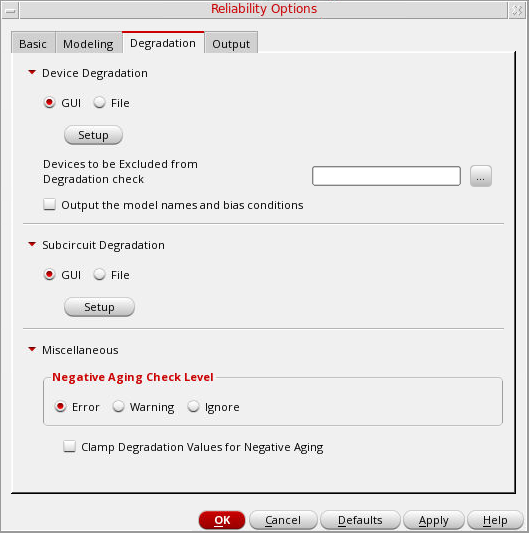 Reliability Options
Basic Modeling Degradation Output
Device Degradation
GUI File
Setup
Devices to be Excluded from
Degradation check
...
Output the model names and bias conditions
Subcircuit Degradation
GUI File
Setup
Miscellaneous
Negative Aging Check Level
Error Warning Ignore
Clamp Degradation Values for Negative Aging
OK Cancel Defaults Apply Help